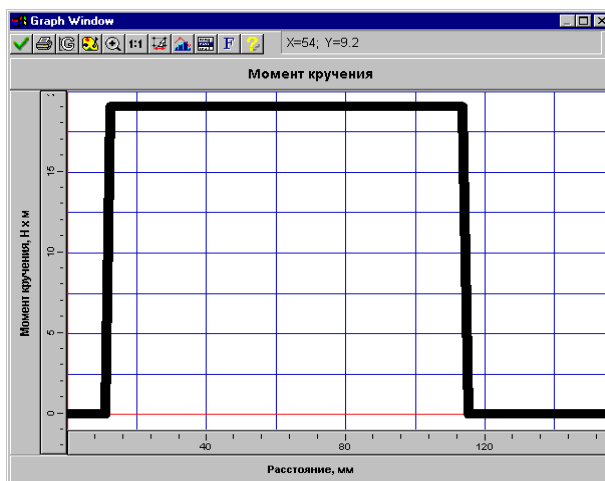 Graph Window
1:1 F ? X=54; Y=9.2
Момент кручения
Момент кручения, Н х м
15
10
5
0
40 80 120
Расстояние, мм